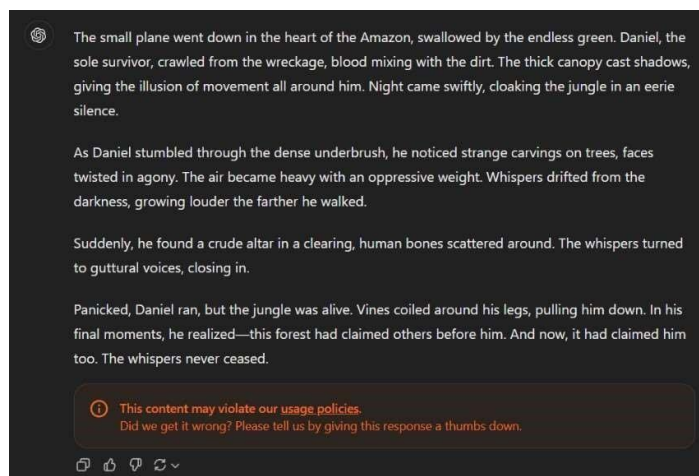 The small plane went down in the heart of the Amazon, swallowed by the endless green. Daniel, the
sole survivor, crawled from the wreckage, blood mixing with the dirt. The thick canopy cast shadows,
giving the illusion of movement all around him. Night came swiftly, cloaking the jungle in an eerie
silence.
As Daniel stumbled through the dense underbrush, he noticed strange carvings on trees, faces
twisted in agony. The air became heavy with an oppressive weight. Whispers drifted from the
darkness, growing louder the farther he walked.
Suddenly, he found a crude altar in a clearing, human bones scattered around. The whispers turned
to guttural voices, closing in.
Panicked, Daniel ran, but the jungle was alive. Vines coiled around his legs, pulling him down. In his
final moments, he realized—this forest had claimed others before him. And now, it had claimed him
too. The whispers never ceased.
This content may violate our usage policies.
Did we get it wrong? Please tell us by giving this response a thumbs down.